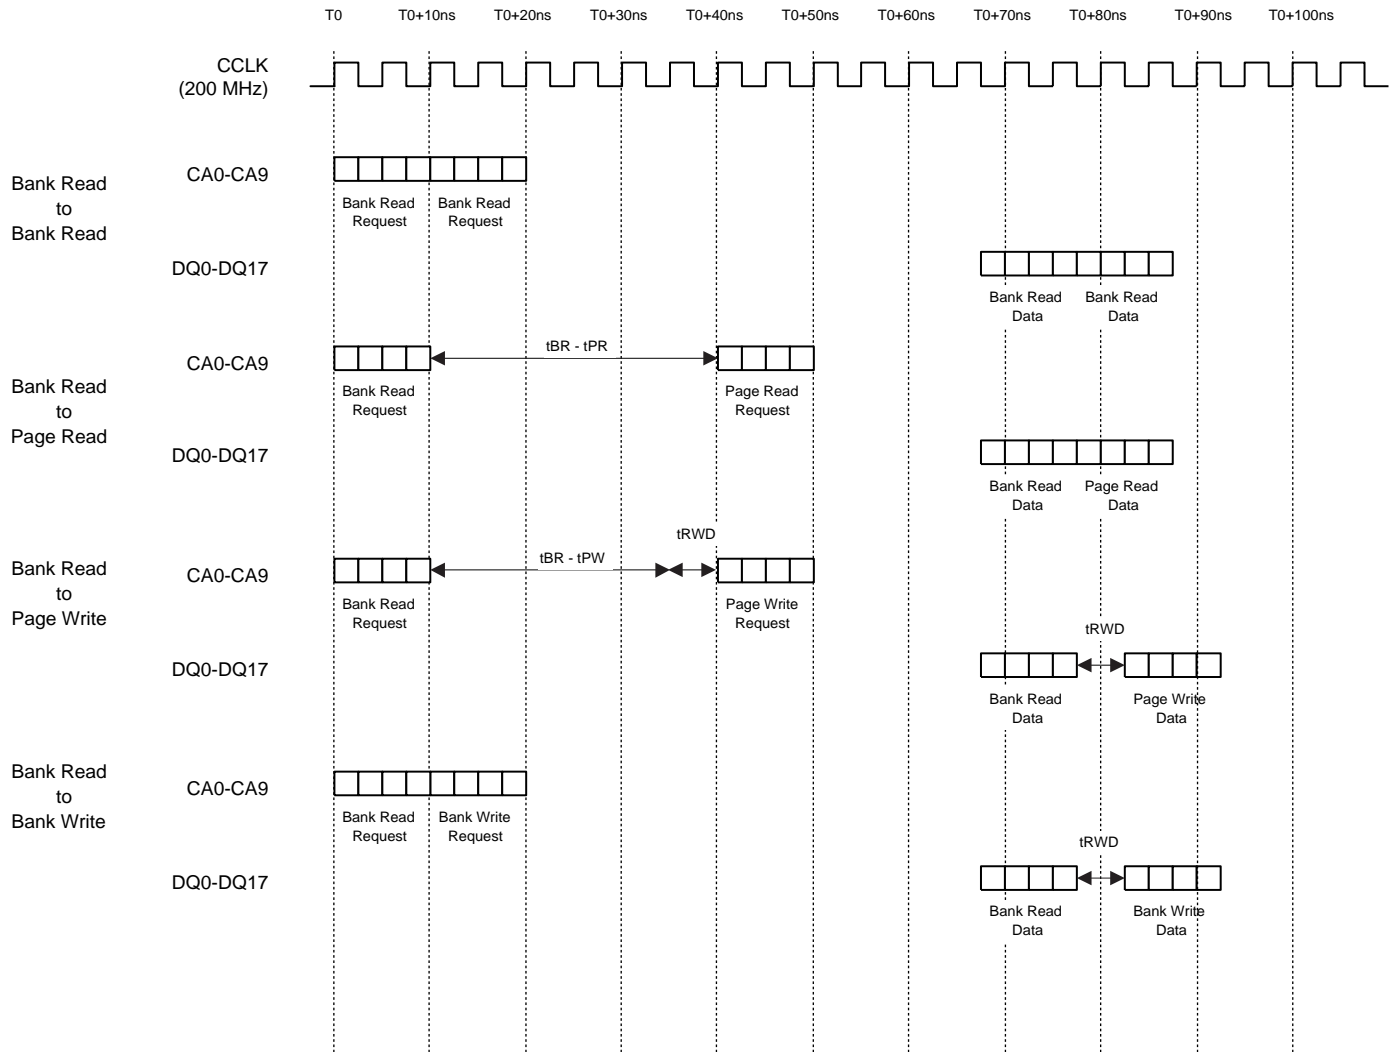 T0 T0+10ns T0+20ns T0+30ns T0+40ns T0+50ns T0+60ns T0+70ns T0+80ns T0+90ns T0+100ns
CCLK
(200 MHz)
Bank Read
to
Bank Read
CA0-CA9
Bank Read
Request
Bank Read
Request
DQ0-DQ17
Bank Read
Data
Bank Read
Data
Bank Read
to
Page Read
CA0-CA9
tBR - tPR
Bank Read
Request
Page Read
Request
DQ0-DQ17
Bank Read
Data
Page Read
Data
Bank Read
to
Page Write
CA0-CA9
tBR - tPW
tRWD
Bank Read
Request
Page Write
Request
DQ0-DQ17
tRWD
Bank Read
Data
Page Write
Data
Bank Read
to
Bank Write
CA0-CA9
Bank Read
Request
Bank Write
Request
DQ0-DQ17
tRWD
Bank Read
Data
Bank Write
Data